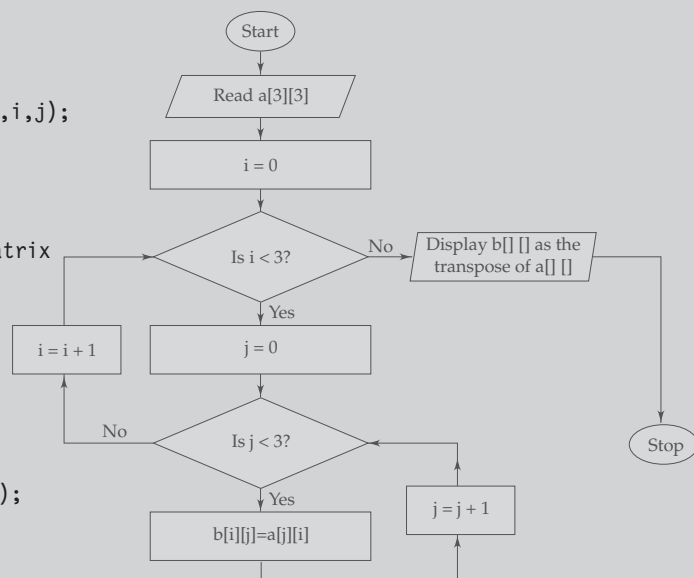 Start
Read a[3][3]
,i,j);
i = 0
atrix
Is i < 3?
No
Display b[] [] as the
transpose of a[] []
Yes
i = i + 1
j = 0
No
Is j < 3?
Stop
Yes
);
j = j + 1
b[i][j]=a[j][i]